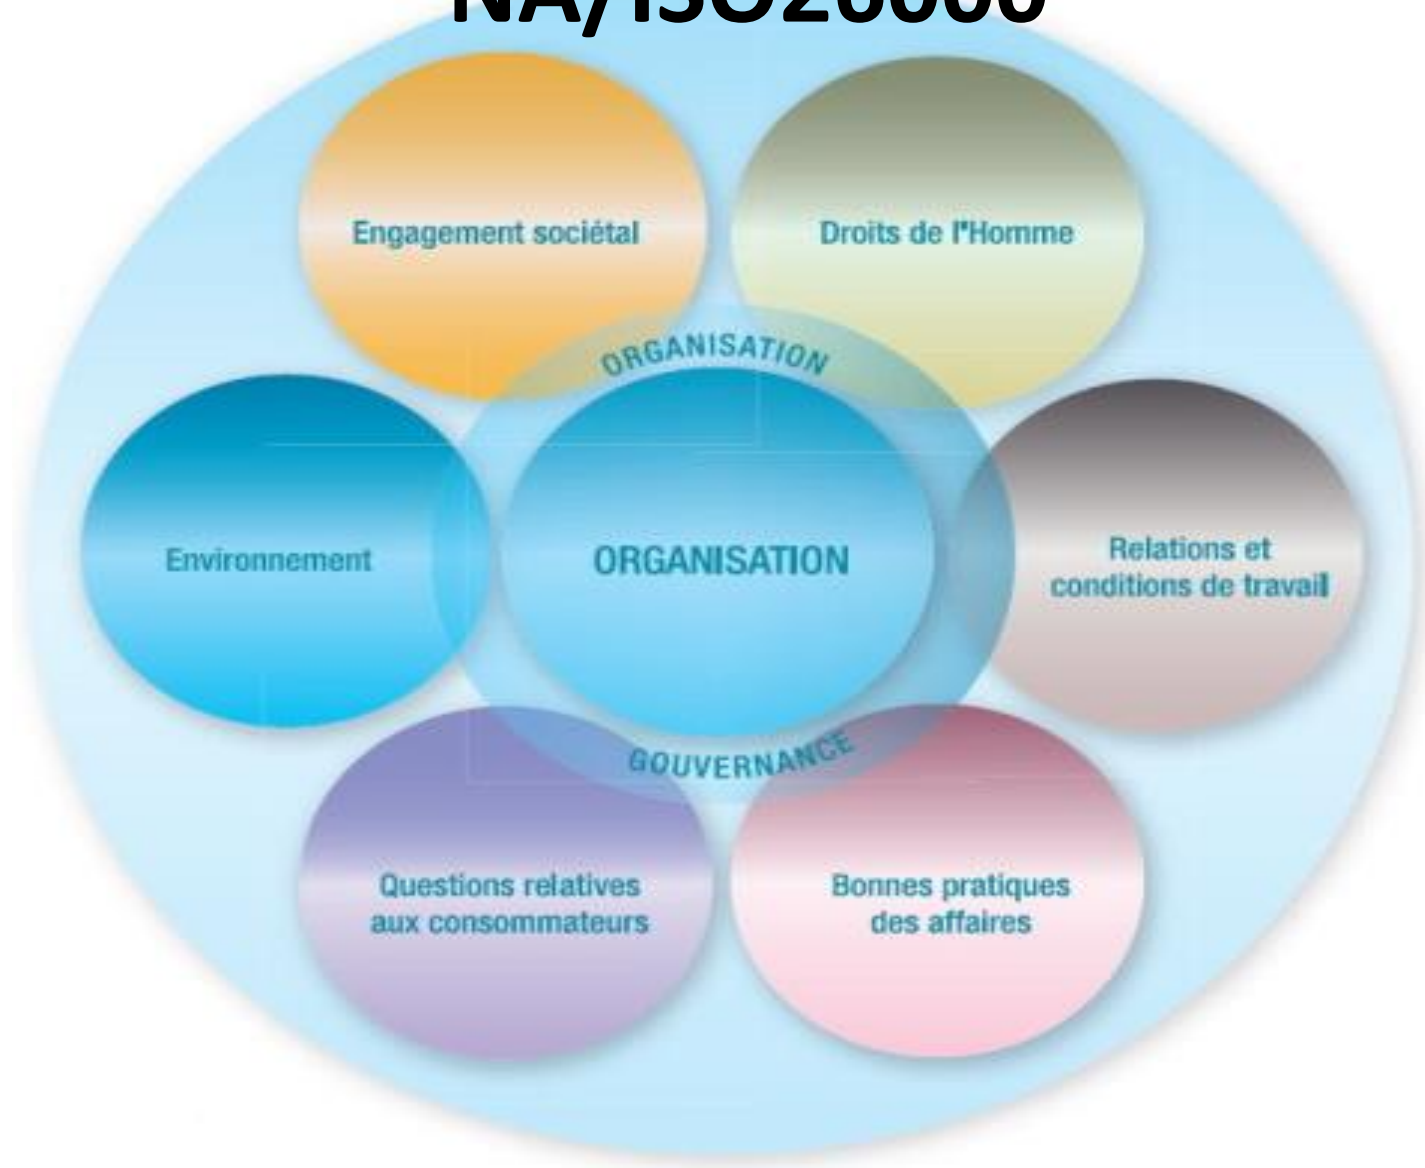 NA/ISO26000
Engagement sociétal
Droits de l'Homme
ORGANISATION
Environnement
ORGANISATION
Relations et
conditions de travail
GOUVERNANCE
Questions relatives
aux consommateurs
Bonnes pratiques
des affaires